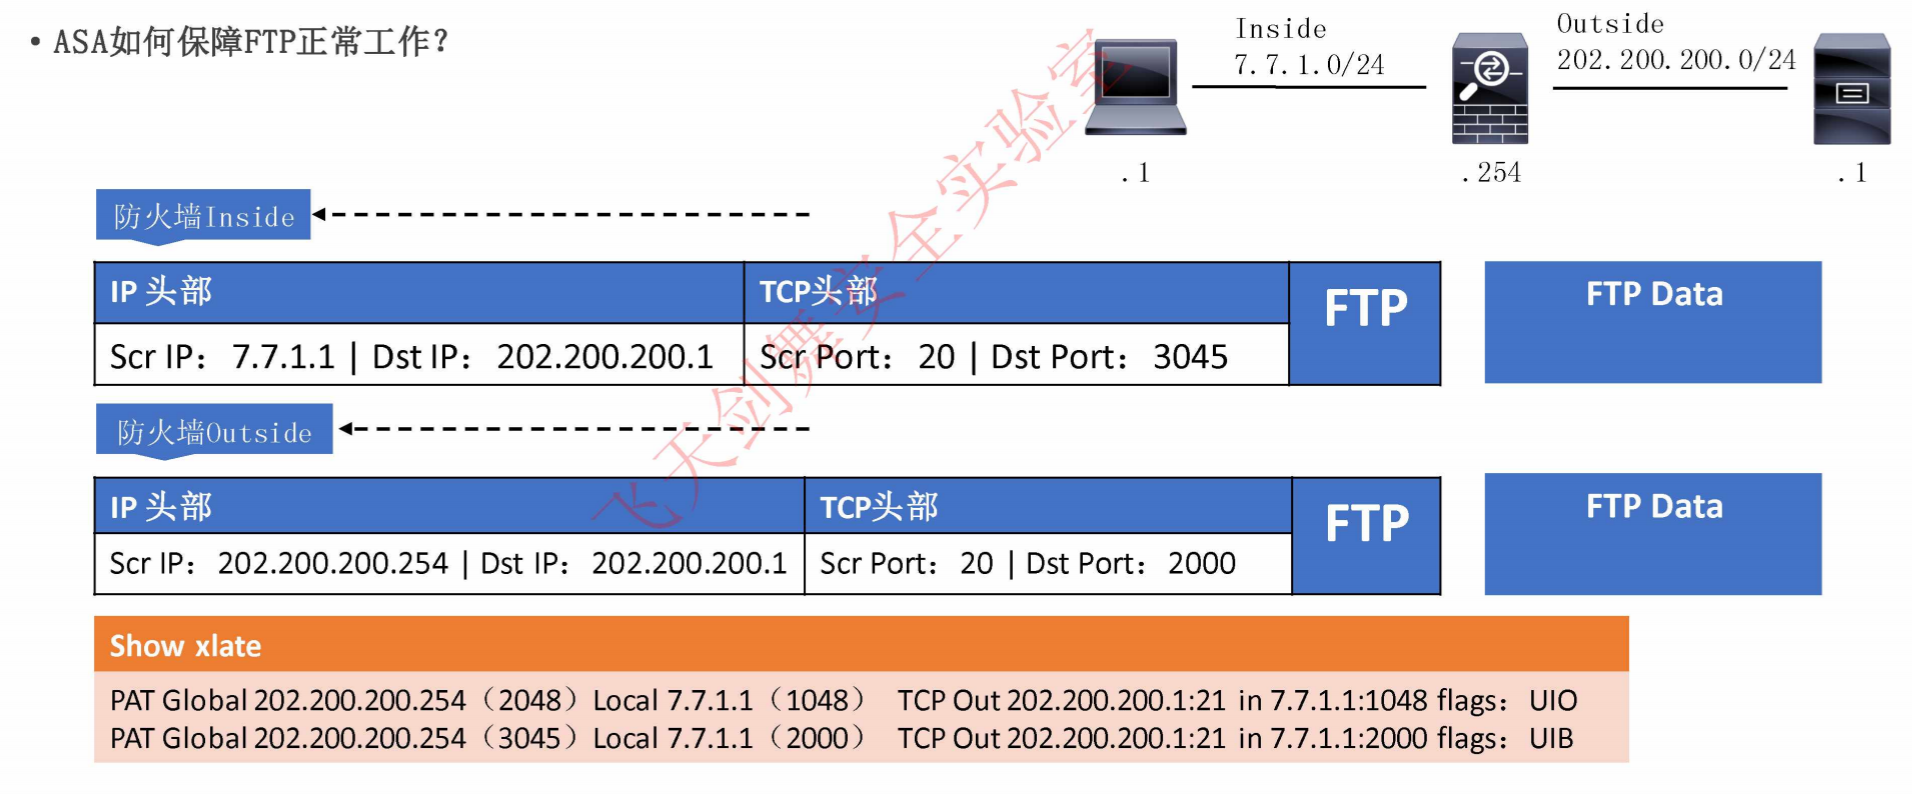 • ASA如何保障FTP正常工作？
Inside
7.7.1.0/24
Outside
202.200.200.0/24
.1
.254
.1
防火墙Inside
IP 头部
TCP头部
FTP
FTP Data
Scr IP： 7.7.1.1 | Dst IP： 202.200.200.1
Scr Port： 20 | Dst Port： 3045
防火墙Outside
IP 头部
TCP头部
FTP
FTP Data
Scr IP： 202.200.200.254 | Dst IP： 202.200.200.1
Scr Port： 20 | Dst Port： 2000
Show xlate
PAT Global 202.200.200.254（2048）Local 7.7.1.1（1048） TCP Out 202.200.200.1:21 in 7.7.1.1:1048 flags： UIO
PAT Global 202.200.200.254（3045）Local 7.7.1.1（2000） TCP Out 202.200.200.1:21 in 7.7.1.1:2000 flags： UIB
飞天剑舞安全实验室